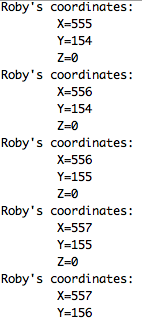 Roby's coordinates:
X=555
Y=154
Z=0
Roby's coordinates:
X=556
Y=154
Z=0
Roby's coordinates:
X=556
Y=155
Z=0
Roby's coordinates:
X=557
Y=155
Z=0
Roby's coordinates:
X=557
Y=156